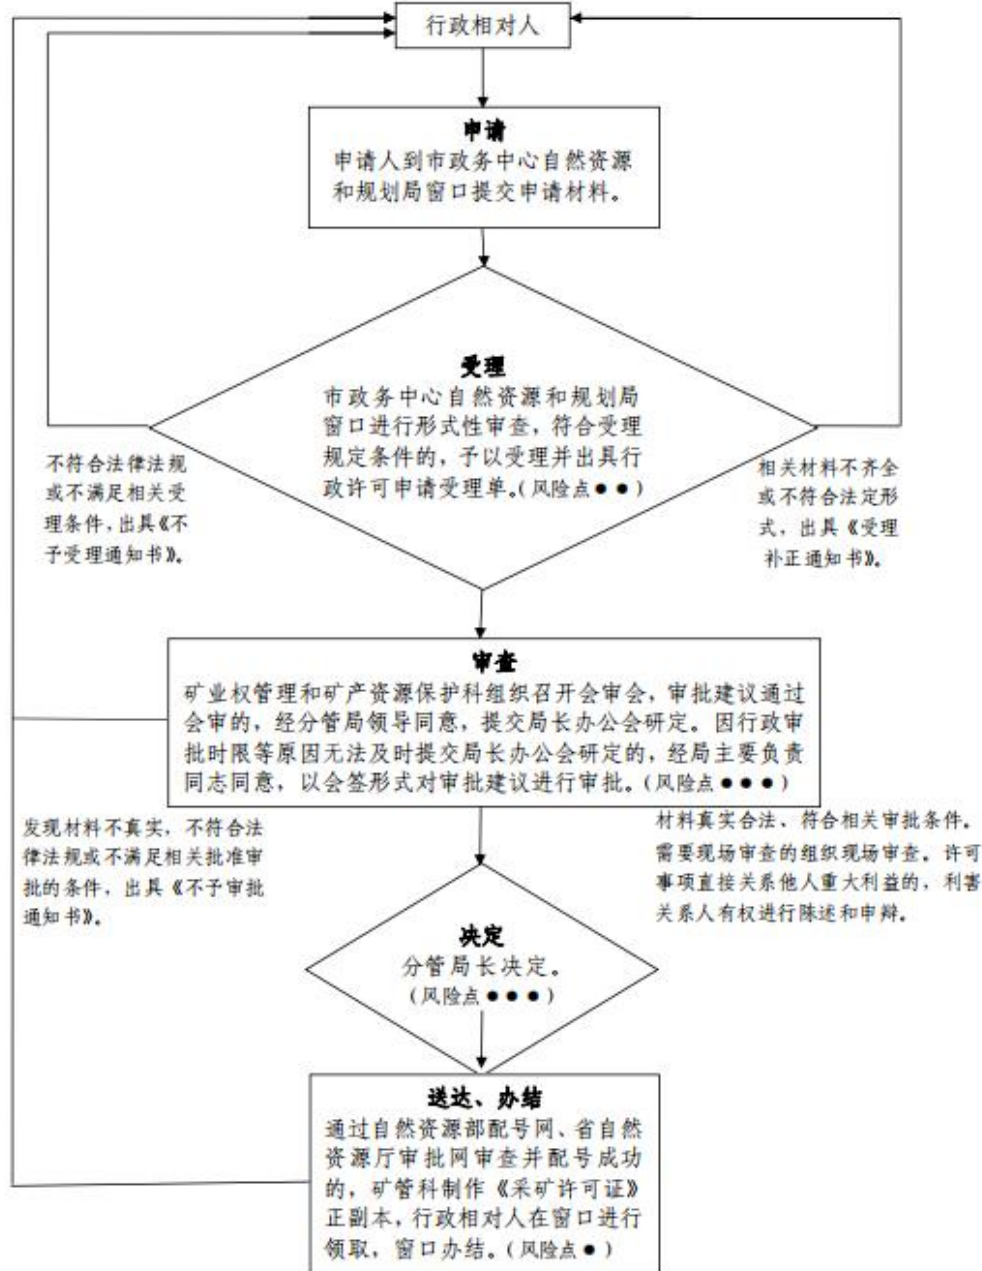 行政相对人
申请
申请人到市政务中心自然资源
和规划局窗口提交申请材料。
受理
市政务中心自然资源和规划局
窗口进行形式性审查，符合受理
规定条件的，予以受理并出具行
政许可申请受理单。（风险点●●）
不符合法律法规
或不满足相关受
理条件，出具《不
予受理通知书》。
相关材料不齐全
或不符合法定形
式，出具《受理
补正通知书》。
审查
矿业权管理和矿产资源保护科组织召开会审会，审批建议通过
会审的，经分管局领导同意，提交局长办公会研定。因行政审
批时限等原因无法及时提交局长办公会研定的，经局主要负责
同志同意，以会签形式对审批建议进行审批。（风险点●●●）
发现材料不真实，不符合法
律法规或不满足相关批准审
批的条件，出具《不予审批
通知书》。
材料真实合法、符合相关审批条件。
需要现场审查的组织现场审查。许可
事项直接关系他人重大利益的，利害
关系人有权进行陈述和申辩。
决定
分管局长决定。
（风险点●●●）
送达、办结
通过自然资源部配号网、省自然
资源厅审批网审查并配号成功
的，矿管科制作《采矿许可证》
正副本，行政相对人在窗口进行
领取，窗口办结。（风险点●）